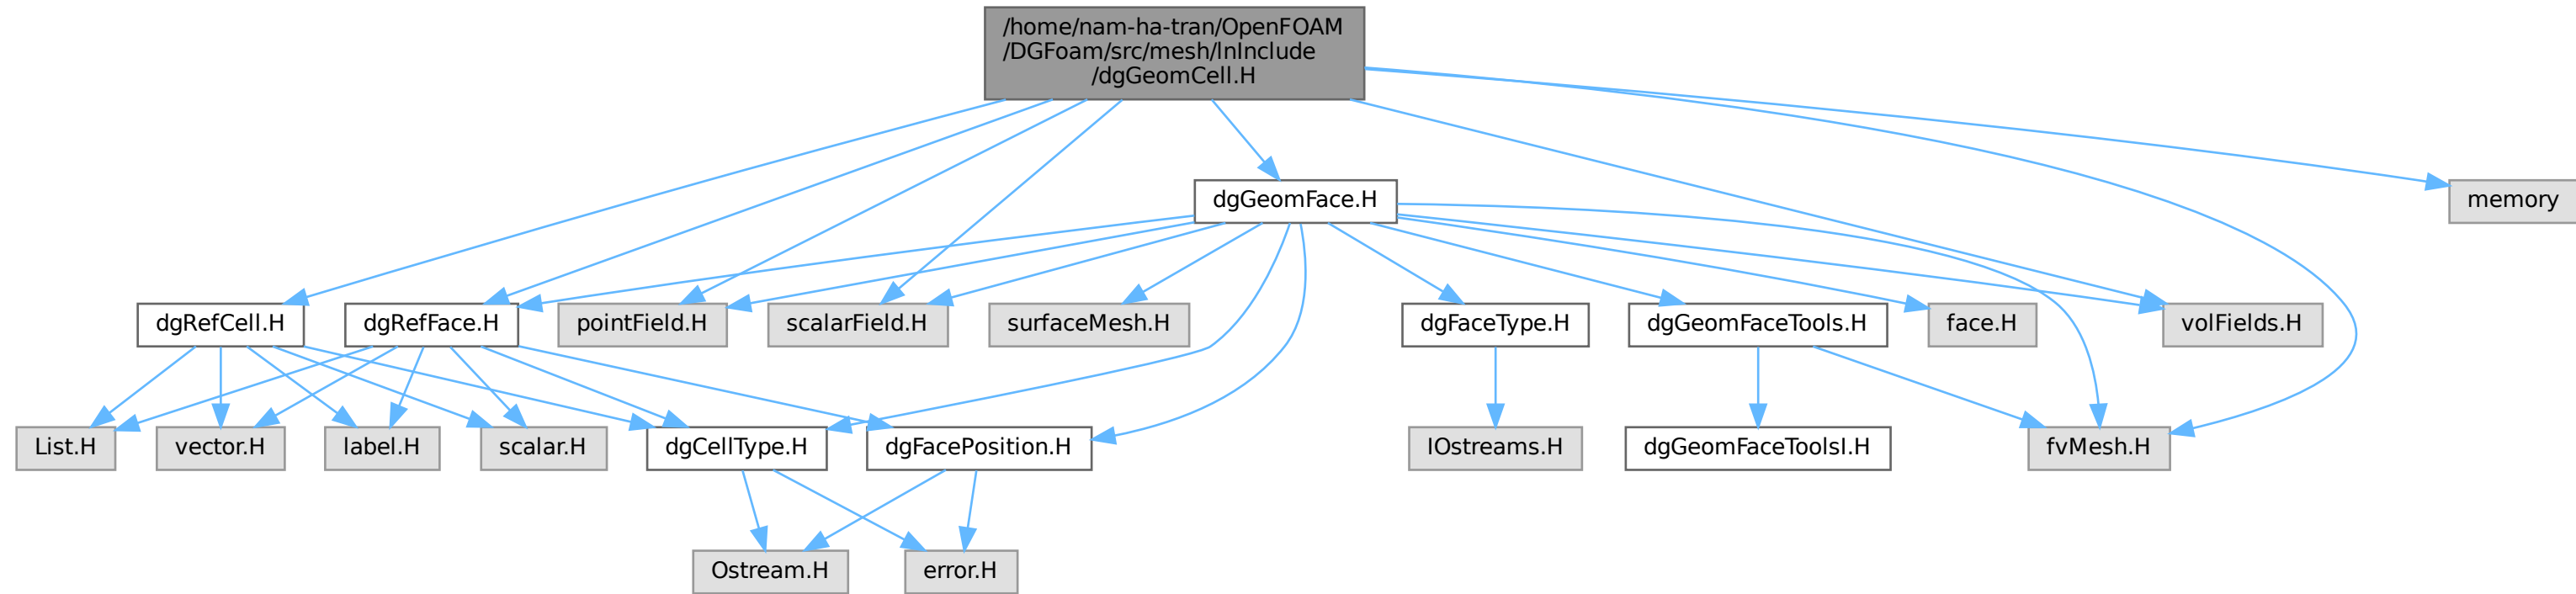 /home/nam-ha-tran/OpenFOAM
/DGFoam/src/mesh/lnInclude
/dgGeomCell.H
dgGeomFace.H
memory
dgRefCell.H
dgRefFace.H
pointField.H
scalarField.H
surfaceMesh.H
dgFaceType.H
dgGeomFaceTools.H
face.H
volFields.H
List.H
vector.H
label.H
scalar.H
dgCellType.H
dgFacePosition.H
IOstreams.H
dgGeomFaceToolsI.H
fvMesh.H
Ostream.H
error.H